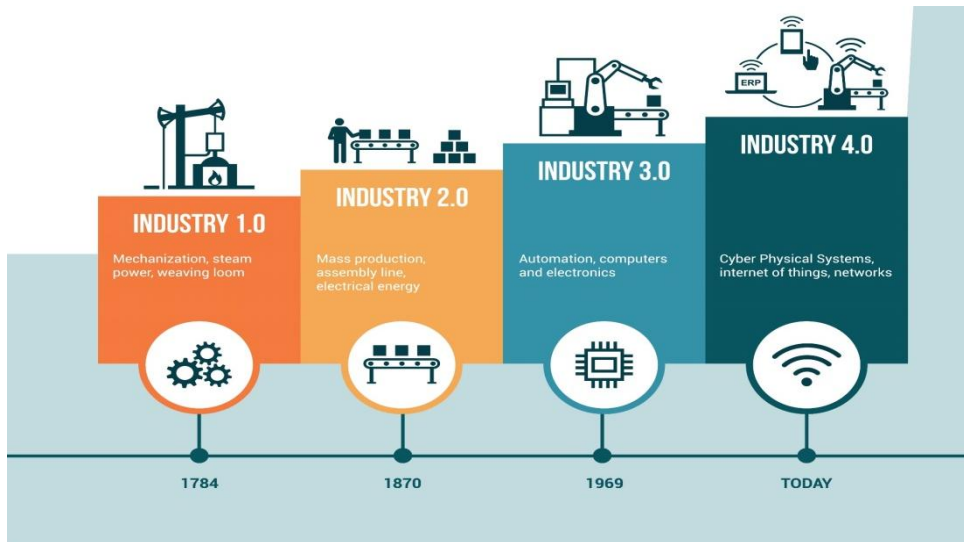 ERP
INDUSTRY 1.0
Mechanization, steam
power, weaving loom
INDUSTRY 2.0
Mass production,
assembly line,
electrical energy
INDUSTRY 3.0
Automation, computers
and electronics
INDUSTRY 4.0
Cyber Physical Systems,
internet of things, networks
1784
1870
1969
TODAY